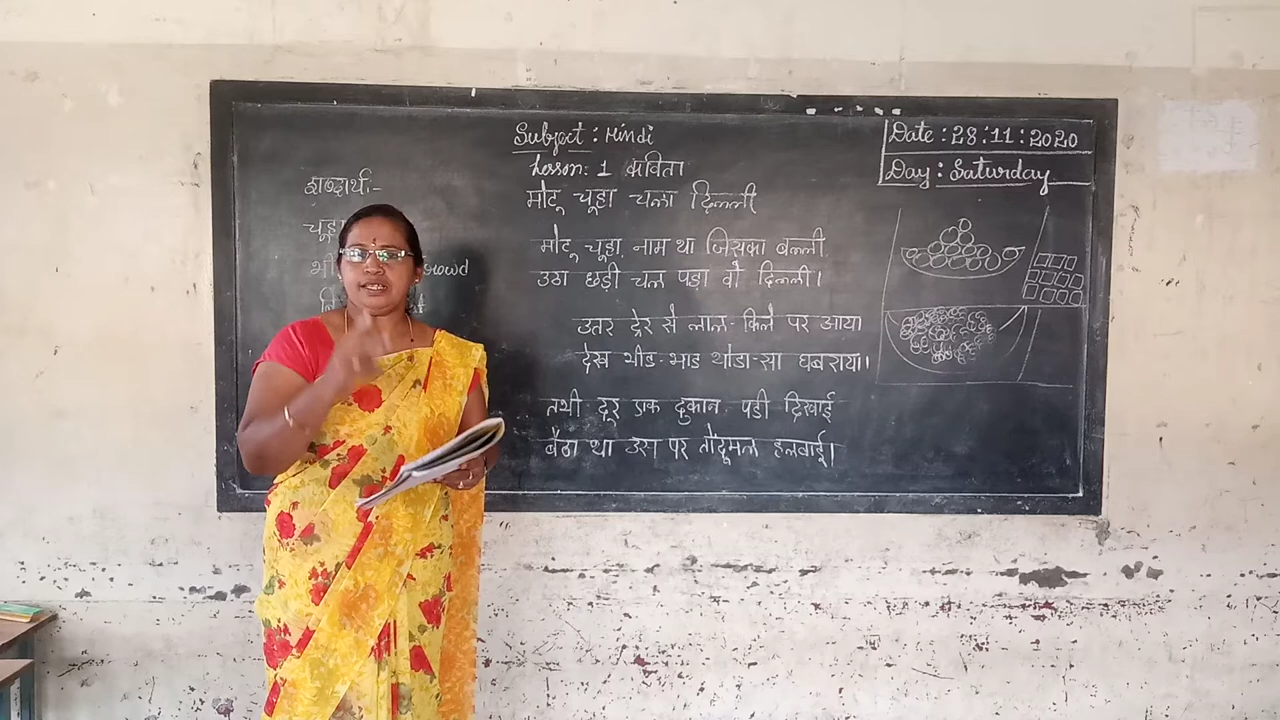 Subject : Hindi
Lesson: 1 कविता
मोटू चूहा चला दिल्ली
Date : 28:11:2020
Day : Saturday
शब्दार्थ:-
चूहा
भी
rowd
मोटू चूहा नाम था जिसका बल्ली
उठा छड़ी चल पड़ा वो दिल्ली।
उतर ट्रेर से लाल-किले पर आया
देख भीड-भाड थोडा-सा घबराया।
तभी दूर एक दुकान पडी दिखाई
बैठा था उस पर तोंदूमल हलवाई।